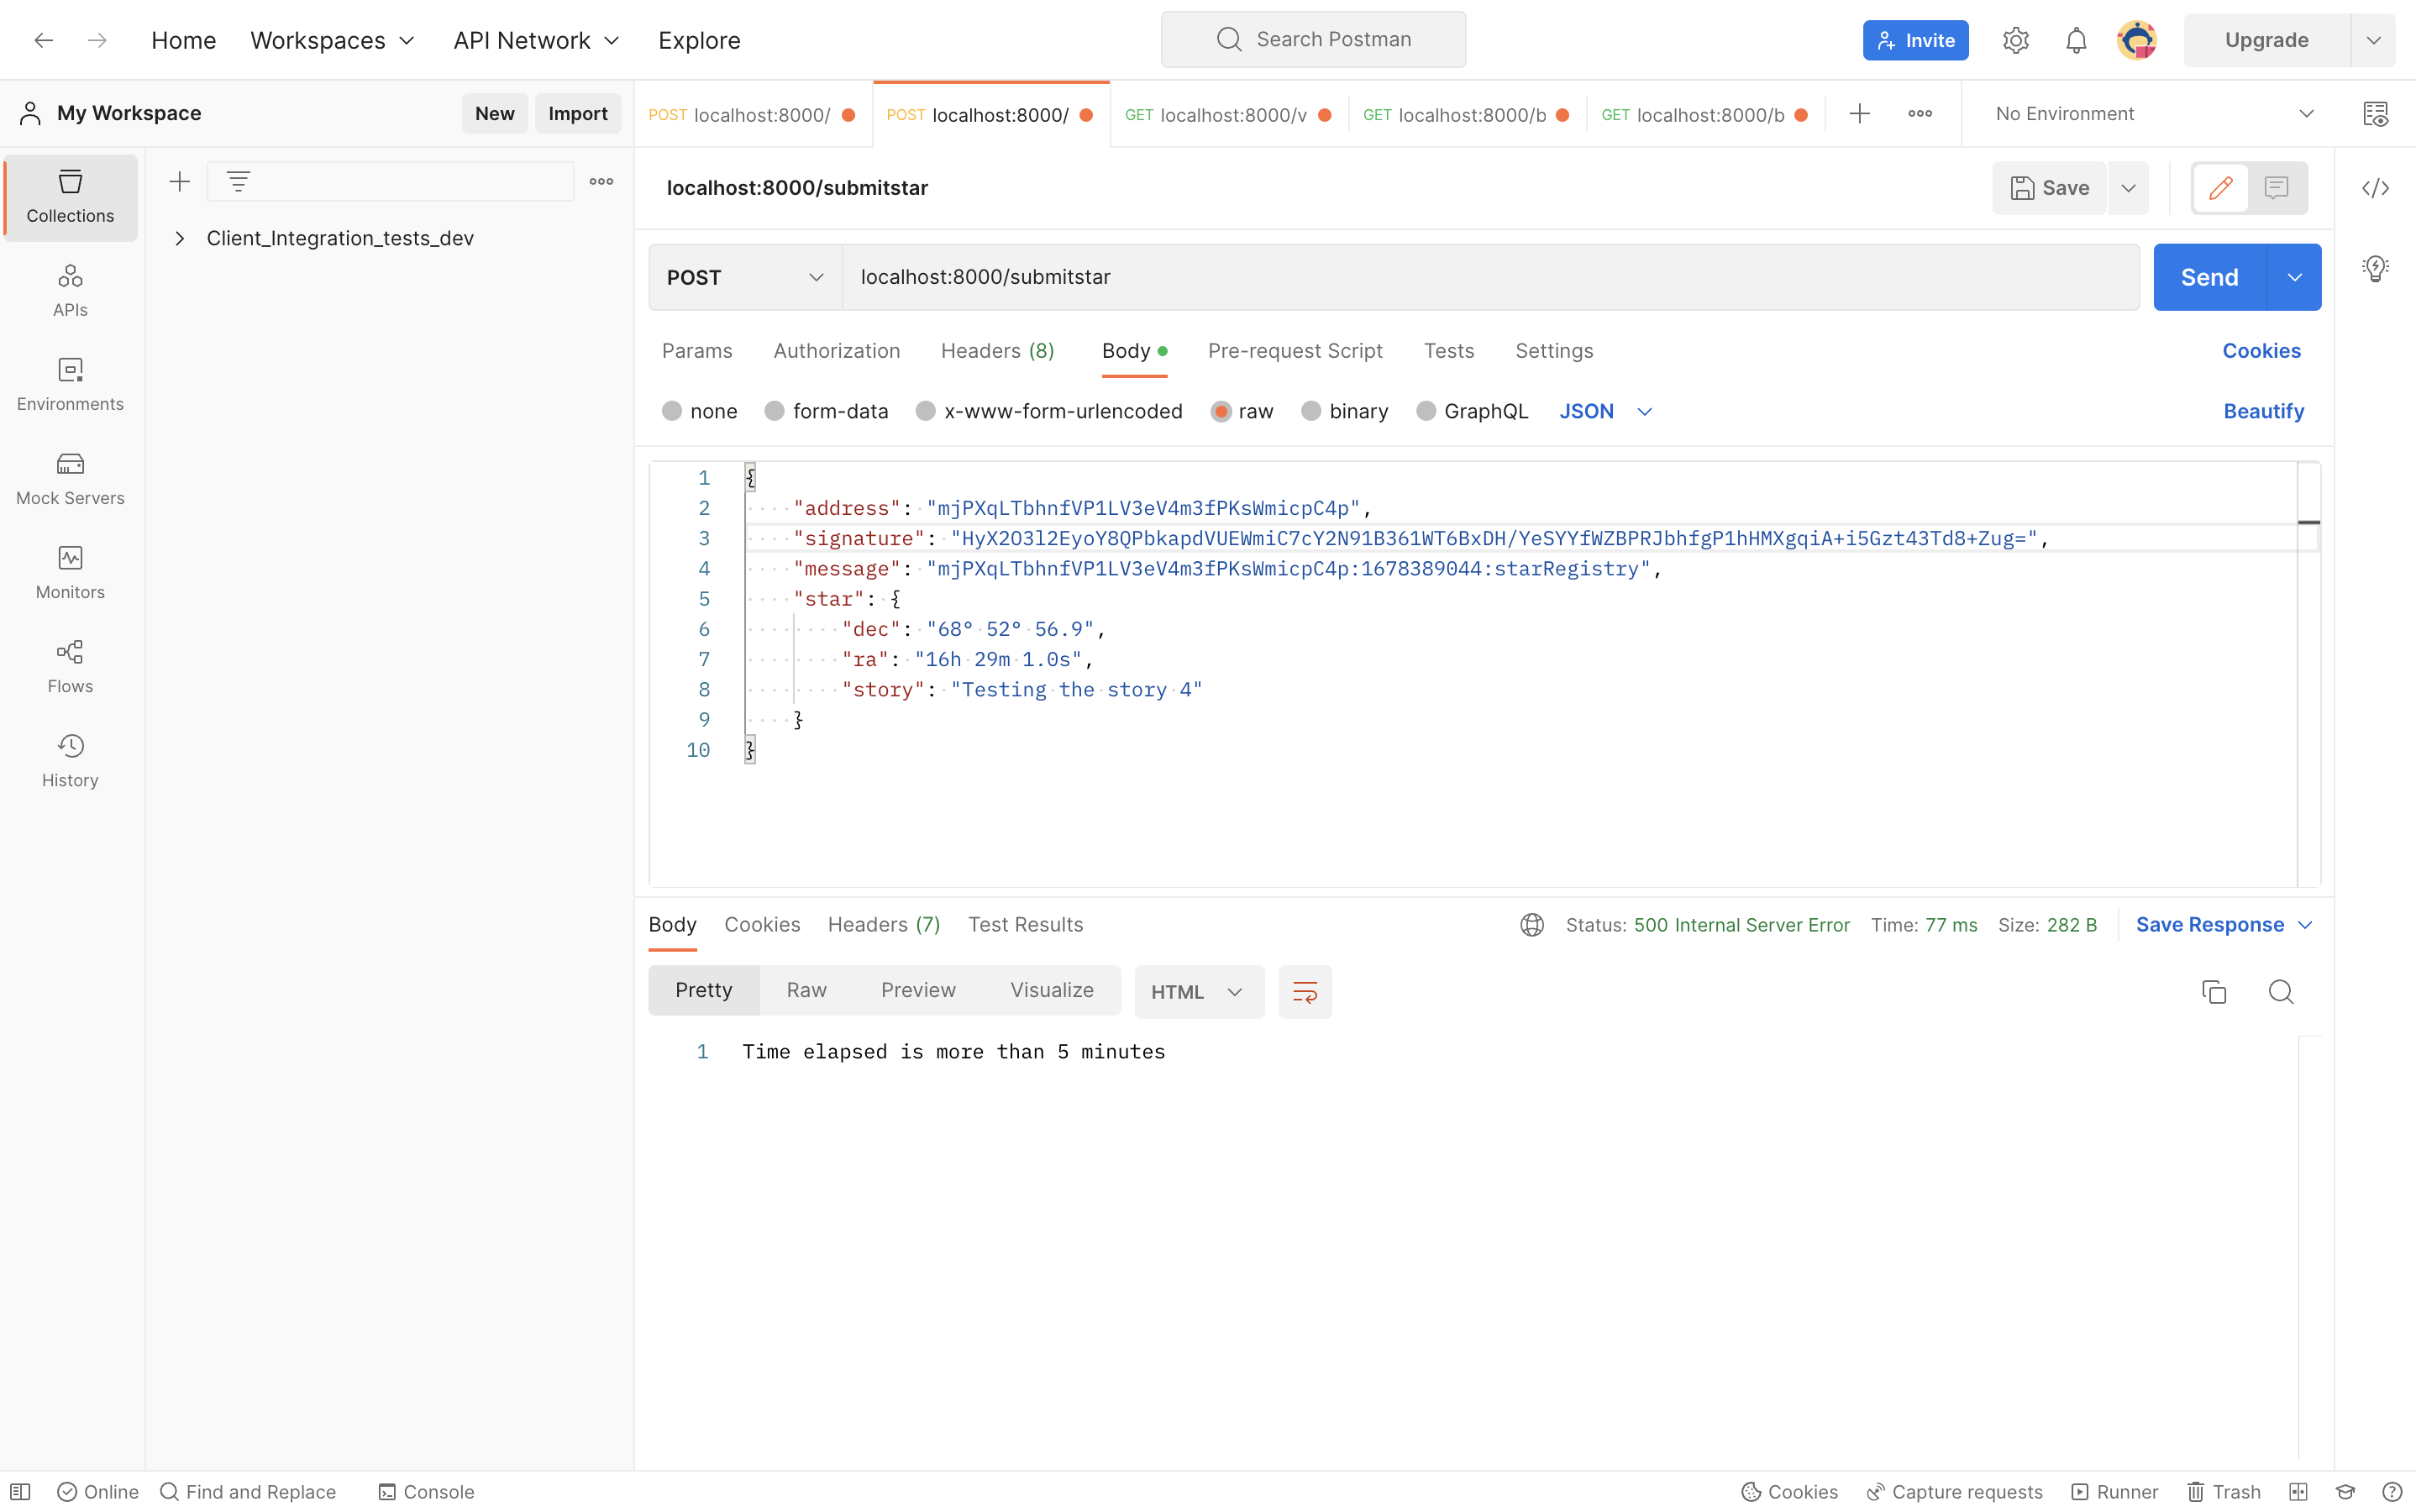 Home Workspaces API Network Explore Search Postman Invite Upgrade
My Workspace New Import POST localhost:8000/ POST localhost:8000/ GET localhost:8000/v GET localhost:8000/b GET localhost:8000/b No Environment
Collections
Client_Integration_tests_dev
APIs
Environments
Mock Servers
Monitors
Flows
History
localhost:8000/submitstar Save
POST localhost:8000/submitstar Send
Params Authorization Headers (8) Body Pre-request Script Tests Settings Cookies
none form-data x-www-form-urlencoded raw binary GraphQL JSON Beautify
1 {
2 "address": "mjPXqLTbhnfVP1LV3eV4m3fPKsWmicpC4p",
3 "signature": "HyX2O3l2EyoY8QPbkapdVUEWmiC7cY2N91B361WT6BxDH/YeSYYfWZBPRJbhfgP1hHMXgqiA+i5Gzt43Td8+Zug=",
4 "message": "mjPXqLTbhnfVP1LV3eV4m3fPKsWmicpC4p:1678389044:starRegistry",
5 "star": {
6 "dec": "68° 52° 56.9",
7 "ra": "16h 29m 1.0s",
8 "story": "Testing the story 4"
9 }
10 }
Body Cookies Headers (7) Test Results Status: 500 Internal Server Error Time: 77 ms Size: 282 B Save Response
Pretty Raw Preview Visualize HTML
1 Time elapsed is more than 5 minutes
Online Find and Replace Console Cookies Capture requests Runner Trash